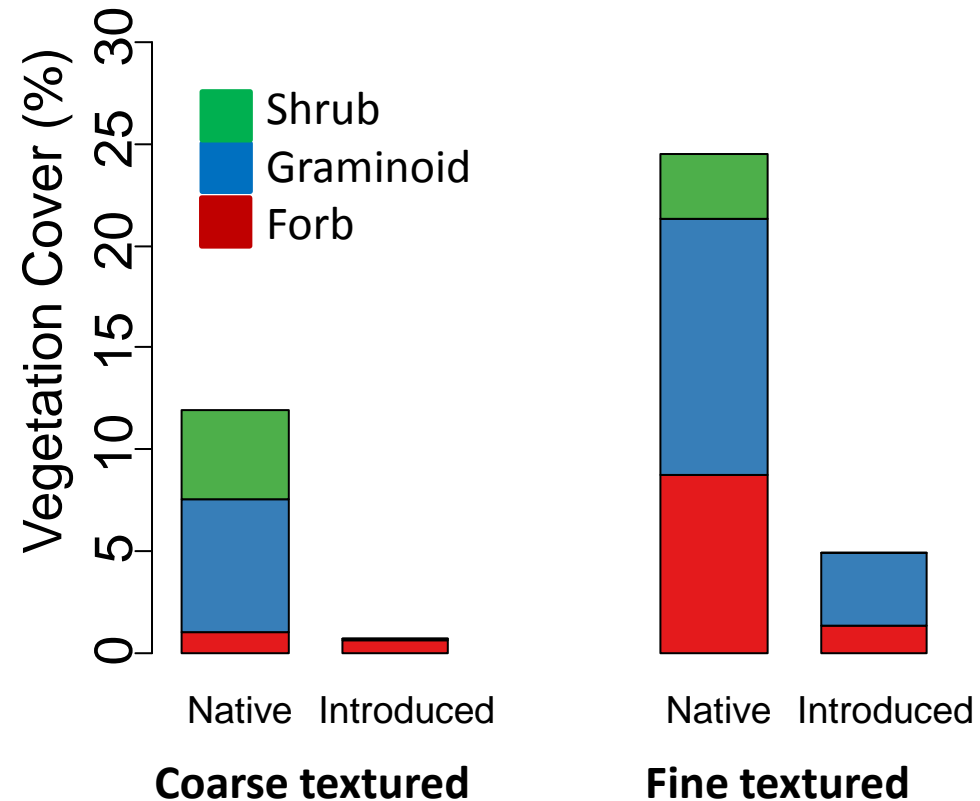 Vegetation Cover (%)
30
25
20
15
10
5
0
Shrub
Graminoid
Forb
Native Introduced Native Introduced
Coarse textured Fine textured